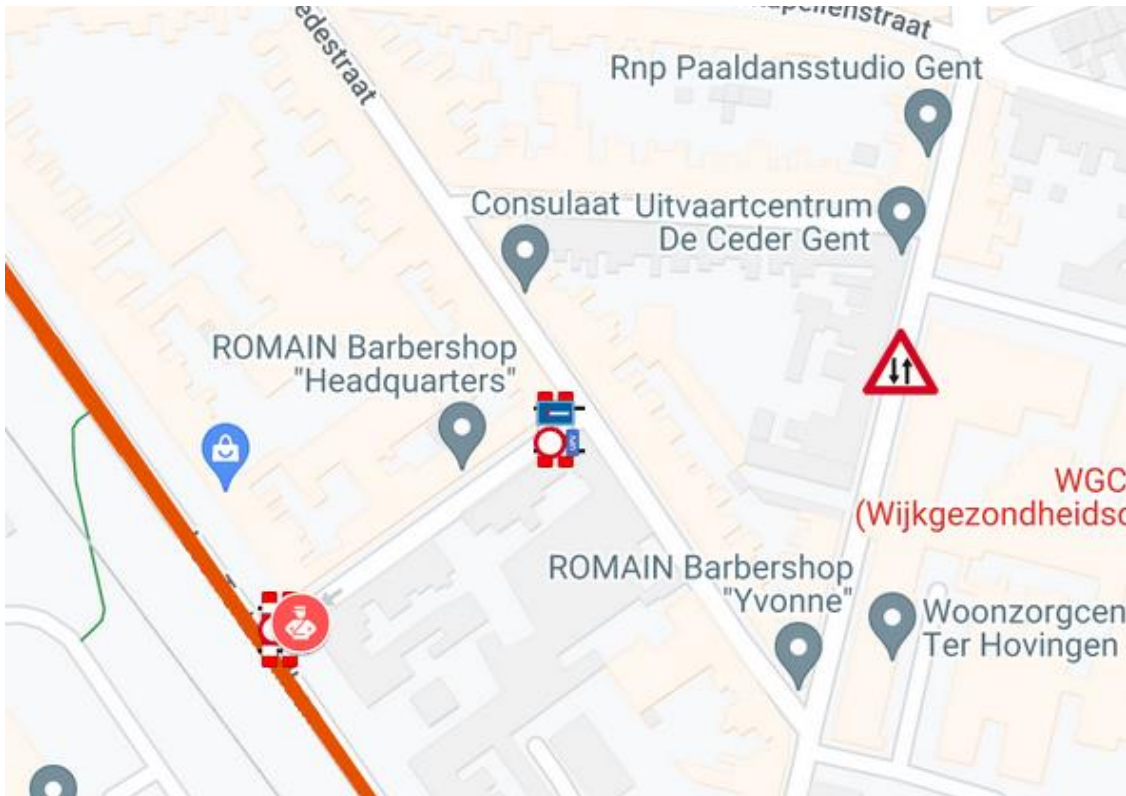 edestraat
apellenstraat
Rnp Paaldansstudio Gent
Consulaat
Uitvaartcentrum
De Ceder Gent
ROMAIN Barbershop
"Headquarters"
WGC
(Wijkgezondheidsc
ROMAIN Barbershop
"Yvonne"
Woonzorgcen
Ter Hovingen